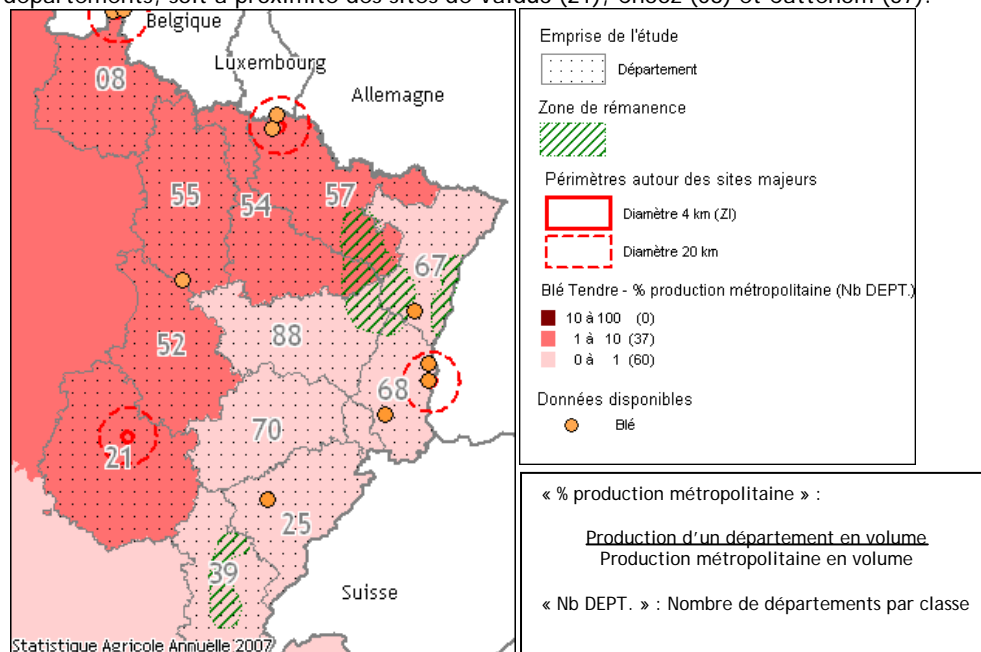 départements, soit à proximité des sites de Valduc (21), Chooz (08) et Cattenom (57).
Belgique
08
Luxembourg
Allemagne
55
54
57
67
52
88
68
70
21
25
39
Suisse
Statistique Agricole Annuelle 2007
Emprise de l'étude
Département
Zone de rémanence
Périmètres autour des sites majeurs
Diamètre 4 km (ZI)
Diamètre 20 km
Blé Tendre - % production métropolitaine (Nb DEPT.)
10 à 100 (0)
1 à 10 (37)
0 à 1 (60)
Données disponibles
Blé
« % production métropolitaine » :
Production d'un département en volume
Production métropolitaine en volume
« Nb DEPT. » : Nombre de départements par classe